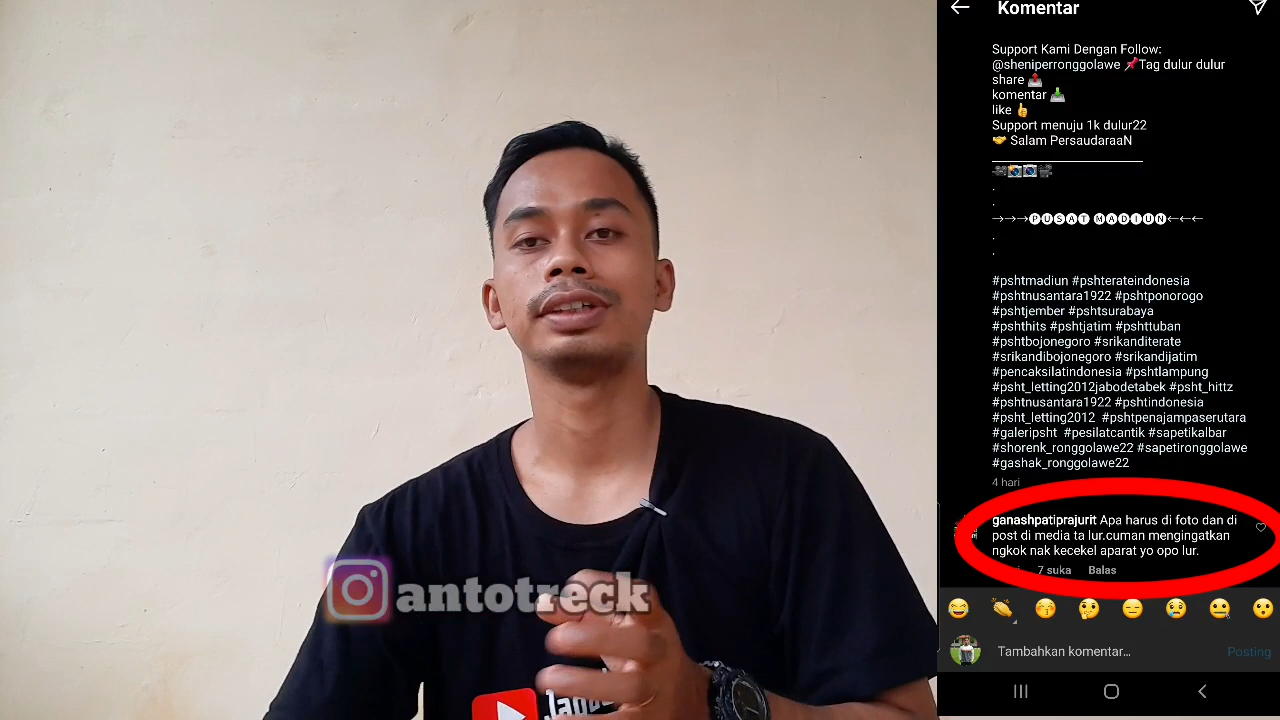 Komentar
Support Kami Dengan Follow:
@sheniperronggolawe 📌Tag dulur dulur
share 📤
komentar 📥
like 👍
Support menuju 1k dulur22
🤝 Salam PersaudaraaN
→→→🅟🅤🅢🅐🅣 🅜🅐🅓🅘🅤🅝←←←
#pshtmadiun #pshterateindonesia
#pshtnusantara1922 #pshtponorogo
#pshtjember #pshtsurabaya
#pshthits #pshtjatim #pshttuban
#pshtbojonegoro #srikanditerate
#srikandibojonegoro #srikandijatim
#pencaksilatindonesia #pshtlampung
#psht_letting2012jabodetabek #psht_hittz
#pshtnusantara1922 #pshtindonesia
#psht_letting2012 #pshtpenajampaserutara
#galeripsht #pesilatcantik #sapetikalbar
#shorenk_ronggolawe22 #sapetironggolawe
#gashak_ronggolawe22
4 hari
ganashpatiprajurit Apa harus di foto dan di
post di media ta lur.cuman mengingatkan
ngkok nak kecekel aparat yo opo lur.
7 suka Balas
Tambahkan komentar... Posting
antotreck